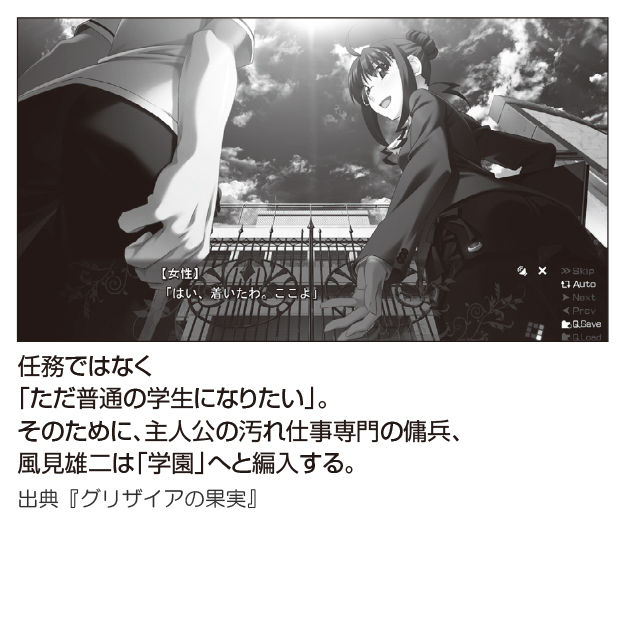 【女性】
「はい、着いたわ。ここよ」
Skip
Auto
Next
Prev
Q.Save
Q.Load
任務ではなく
「ただ普通の学生になりたい」。
そのために、主人公の汚れ仕事専門の傭兵、
風見雄二は「学園」へと編入する。
出典『グリザイアの果実』